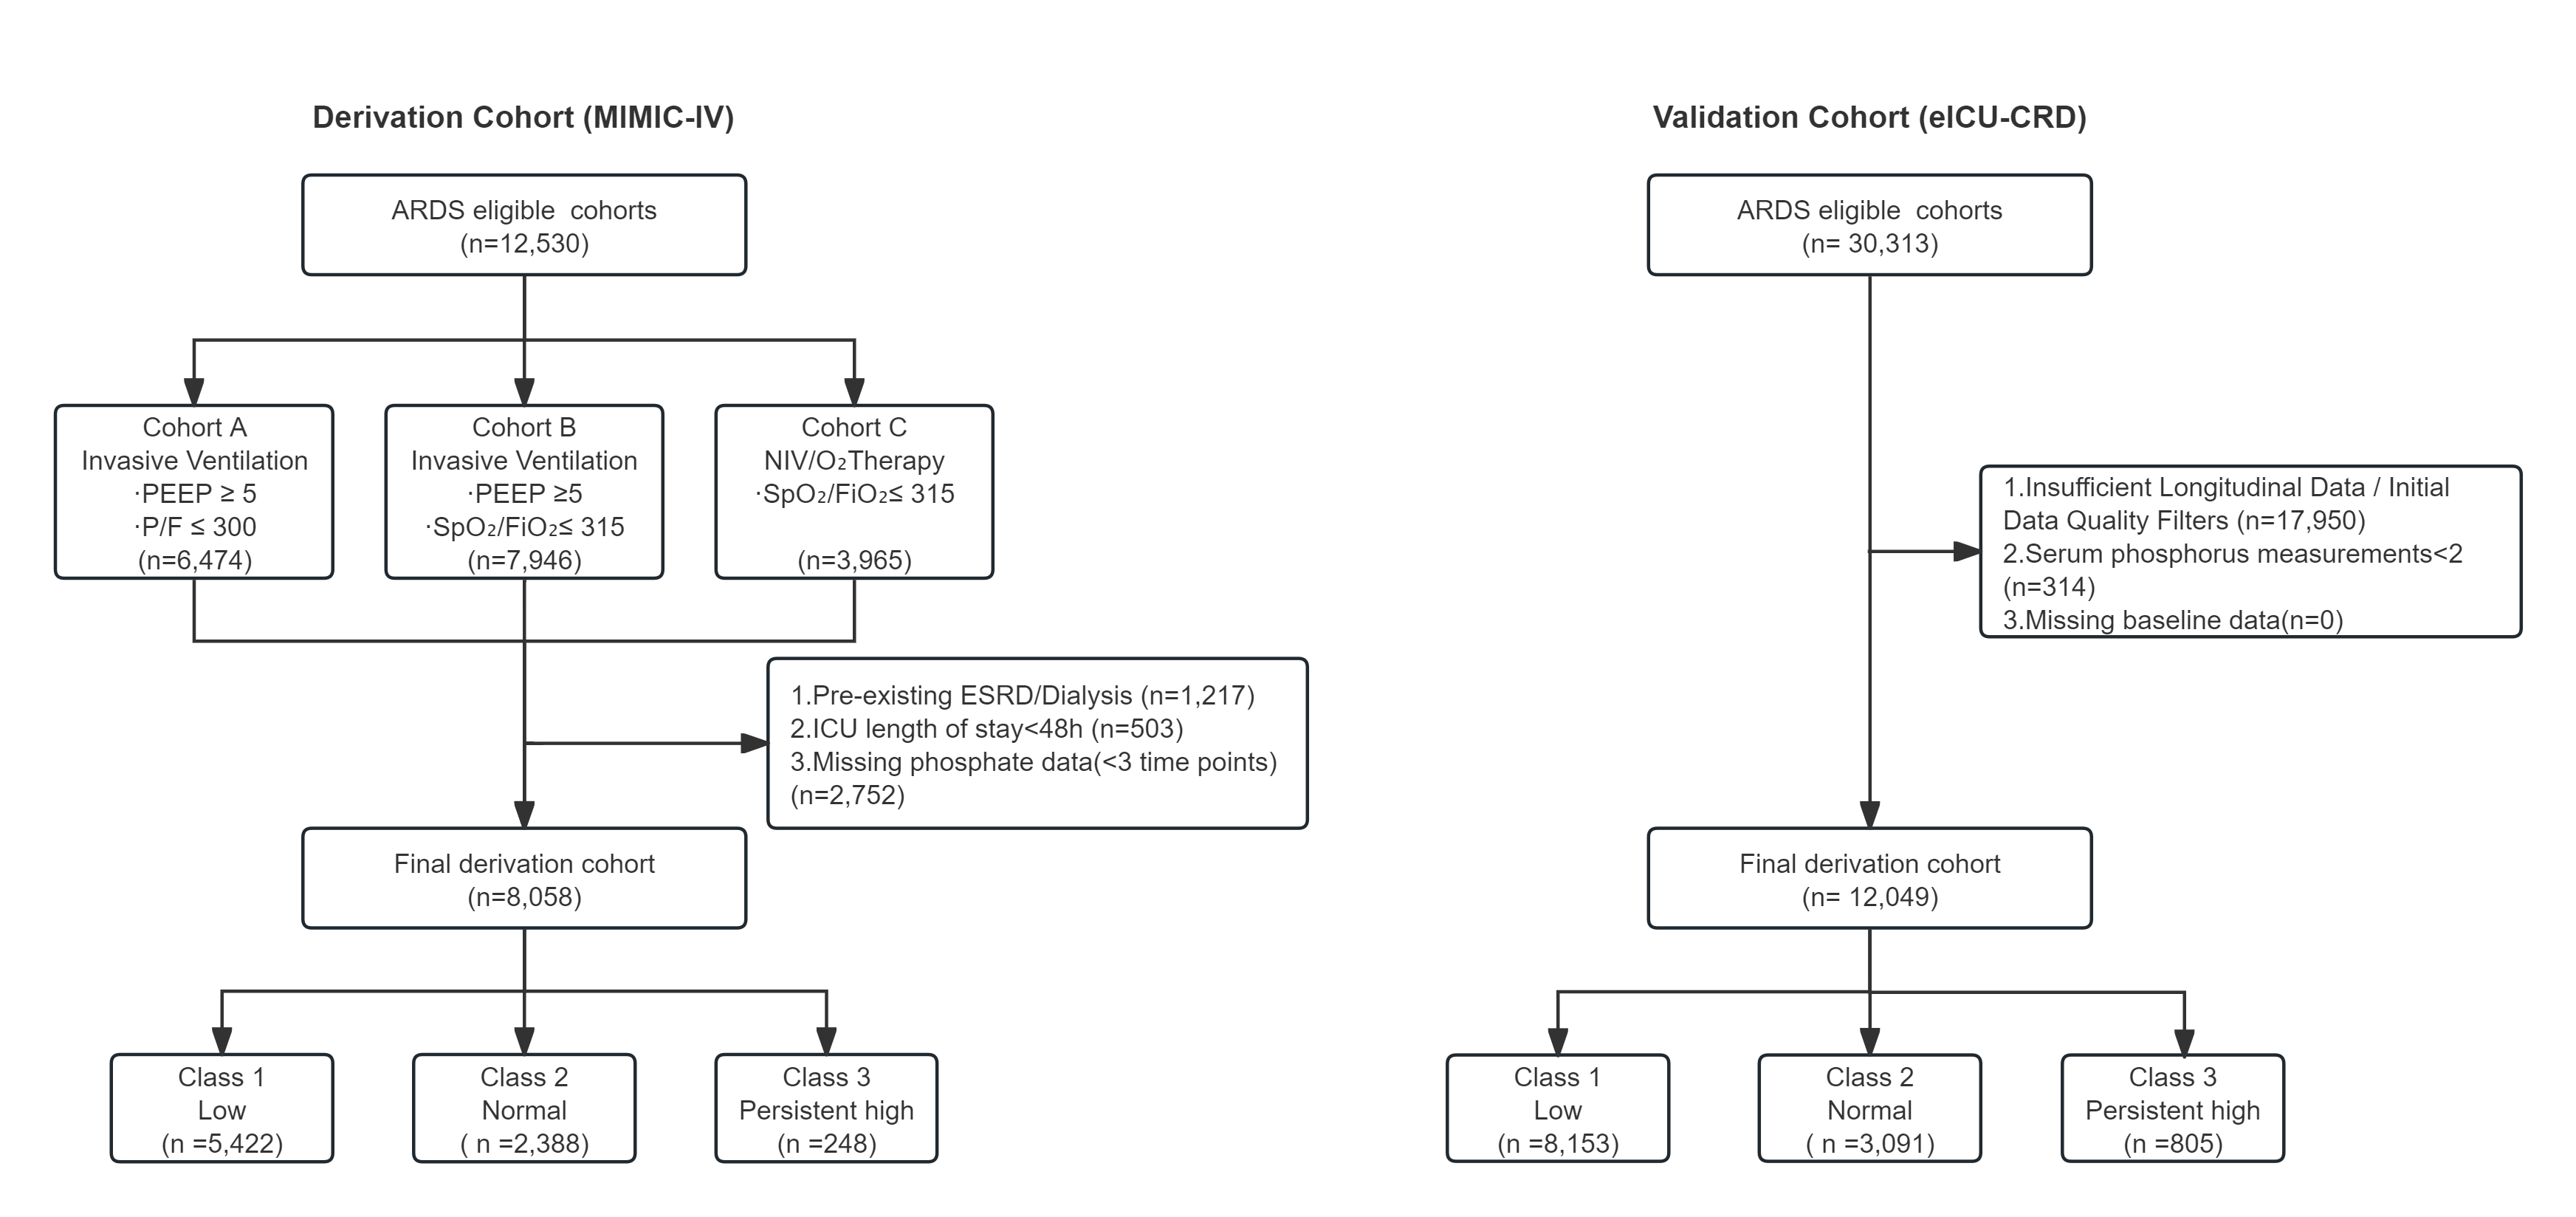 Derivation Cohort (MIMIC-IV)
ARDS eligible  cohorts
(n=12,530)
Cohort A
Invasive Ventilation
·PEEP ≥ 5
·P/F ≤ 300
(n=6,474)
Cohort B
Invasive Ventilation
·PEEP ≥5
·SpO₂/FiO₂≤ 315
(n=7,946)
Cohort C
NIV/O₂Therapy
·SpO₂/FiO₂≤ 315
(n=3,965)
1.Pre-existing ESRD/Dialysis (n=1,217)
2.ICU length of stay<48h (n=503)
3.Missing phosphate data(<3 time points)
(n=2,752)
Final derivation cohort
(n=8,058)
Class 1
Low
(n =5,422)
Class 2
Normal
( n =2,388)
Class 3
Persistent high
(n =248)
Validation Cohort (eICU-CRD)
ARDS eligible  cohorts
(n= 30,313)
1.Insufficient Longitudinal Data / Initial
Data Quality Filters (n=17,950)
2.Serum phosphorus measurements<2
(n=314)
3.Missing baseline data(n=0)
Final derivation cohort
(n= 12,049)
Class 1
Low
(n =8,153)
Class 2
Normal
( n =3,091)
Class 3
Persistent high
(n =805)